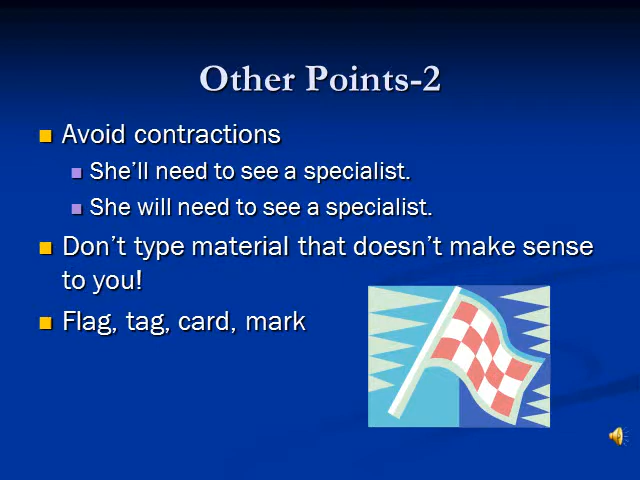 Other Points-2
Avoid contractions
She’ll need to see a specialist.
She will need to see a specialist.
Don’t type material that doesn’t make sense
to you!
Flag, tag, card, mark